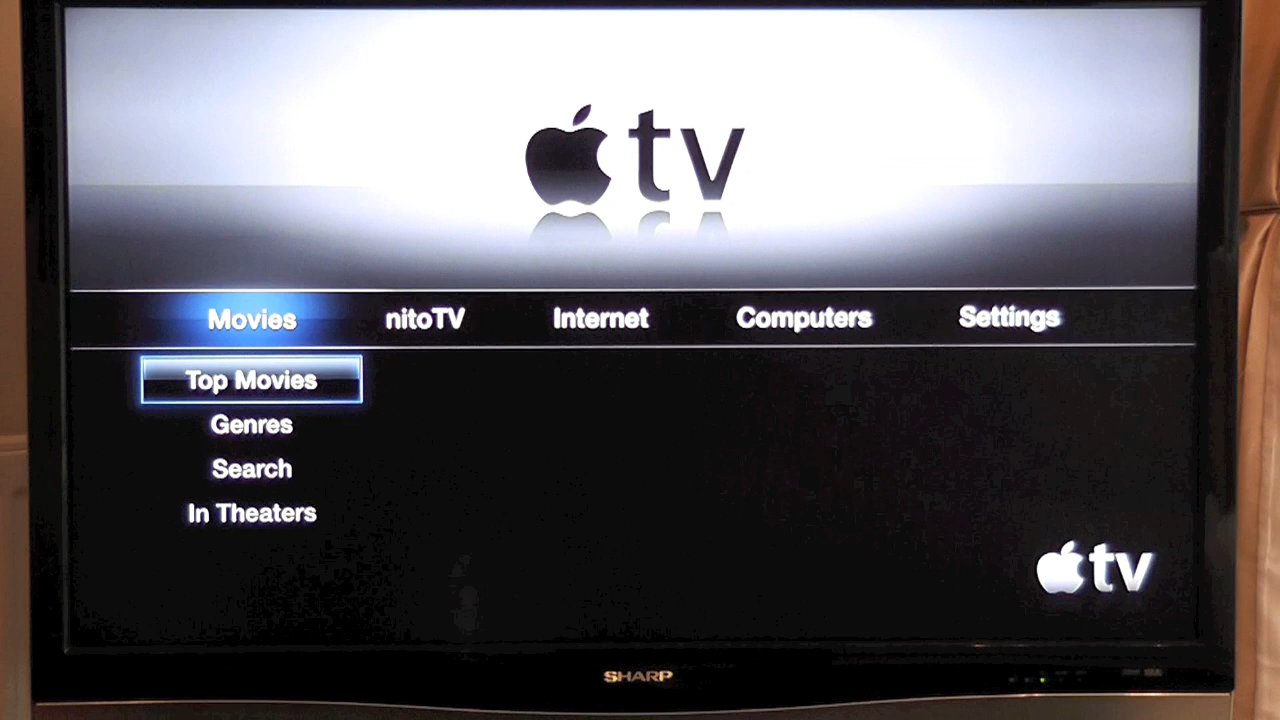 tv
Movies nitoTV Internet Computers Settings
Top Movies
Genres
Search
In Theaters
tv
SHARP